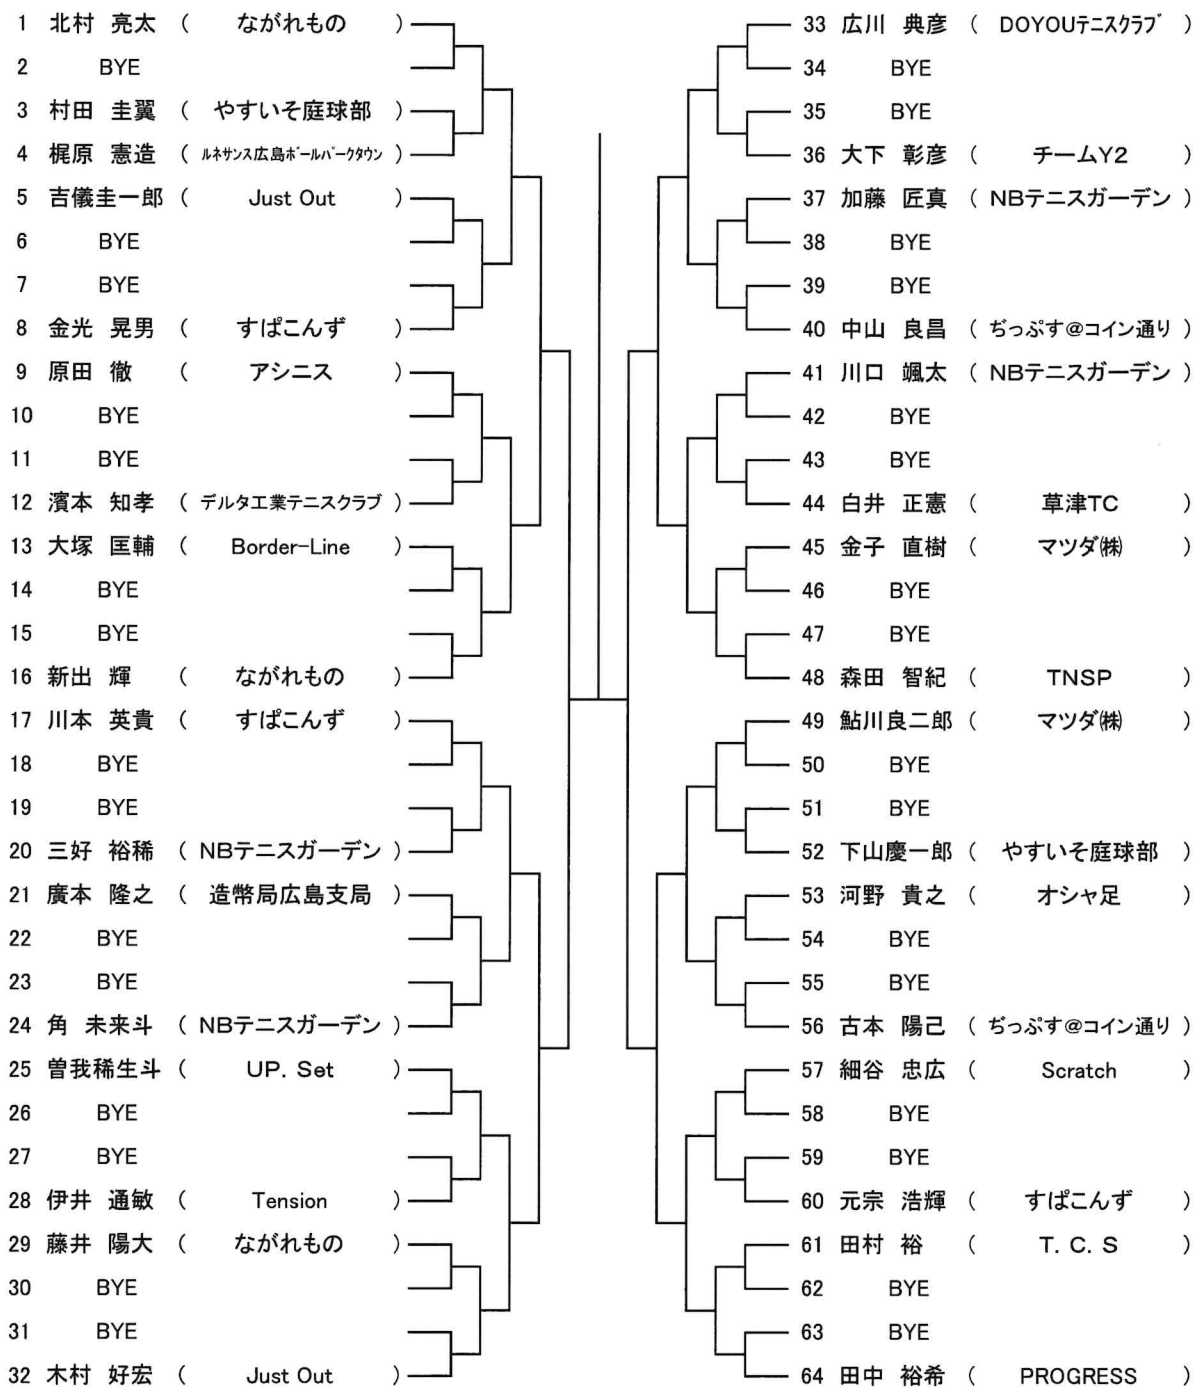 1 北村 亮太 ( ながれもの )
2 BYE
3 村田 圭翼 ( やすいそ庭球部 )
4 梶原 憲造 ( ルネサンス広島ボールパークタウン )
5 吉儀圭一郎 ( Just Out )
6 BYE
7 BYE
8 金光 晃男 ( すぱこんず )
9 原田 徹 ( アシニス )
10 BYE
11 BYE
12 濱本 知孝 ( デルタ工業テニスクラブ )
13 大塚 匡輔 ( Border-Line )
14 BYE
15 BYE
16 新出 輝 ( ながれもの )
17 川本 英貴 ( すぱこんず )
18 BYE
19 BYE
20 三好 裕稀 ( NBテニスガーデン )
21 廣本 隆之 ( 造幣局広島支局 )
22 BYE
23 BYE
24 角 未来斗 ( NBテニスガーデン )
25 曽我稀生斗 ( UP. Set )
26 BYE
27 BYE
28 伊井 通敏 ( Tension )
29 藤井 陽大 ( ながれもの )
30 BYE
31 BYE
32 木村 好宏 ( Just Out )
33 広川 典彦 ( DOYOUテニスクラブ )
34 BYE
35 BYE
36 大下 彰彦 ( チームY2 )
37 加藤 匠真 ( NBテニスガーデン )
38 BYE
39 BYE
40 中山 良昌 ( ぢっぷす@コイン通り )
41 川口 颯太 ( NBテニスガーデン )
42 BYE
43 BYE
44 白井 正憲 ( 草津TC )
45 金子 直樹 ( マツダ㈱ )
46 BYE
47 BYE
48 森田 智紀 ( TNSP )
49 鮎川良二郎 ( マツダ㈱ )
50 BYE
51 BYE
52 下山慶一郎 ( やすいそ庭球部 )
53 河野 貴之 ( オシャ足 )
54 BYE
55 BYE
56 古本 陽己 ( ぢっぷす@コイン通り )
57 細谷 忠広 ( Scratch )
58 BYE
59 BYE
60 元宗 浩輝 ( すぱこんず )
61 田村 裕 ( T. C. S )
62 BYE
63 BYE
64 田中 裕希 ( PROGRESS )